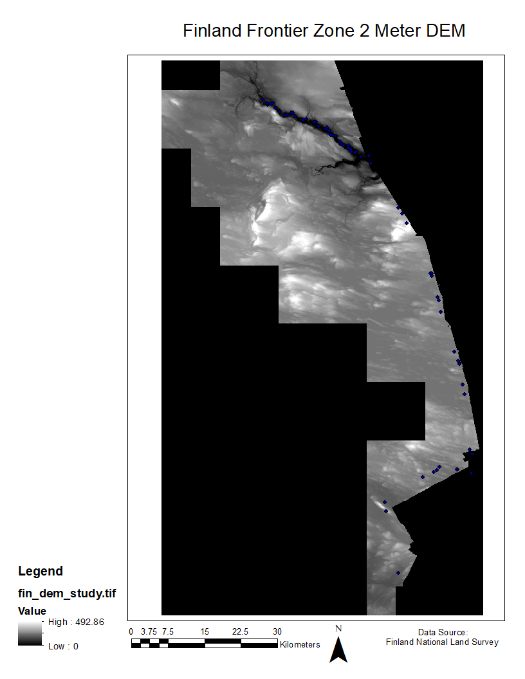 Finland Frontier Zone 2 Meter DEM
Legend
fin_dem_study.tif
Value
High : 492.86
Low : 0
0 3.75 7.5 15 22.5 30
Kilometers
N
Data Source:
Finland National Land Survey